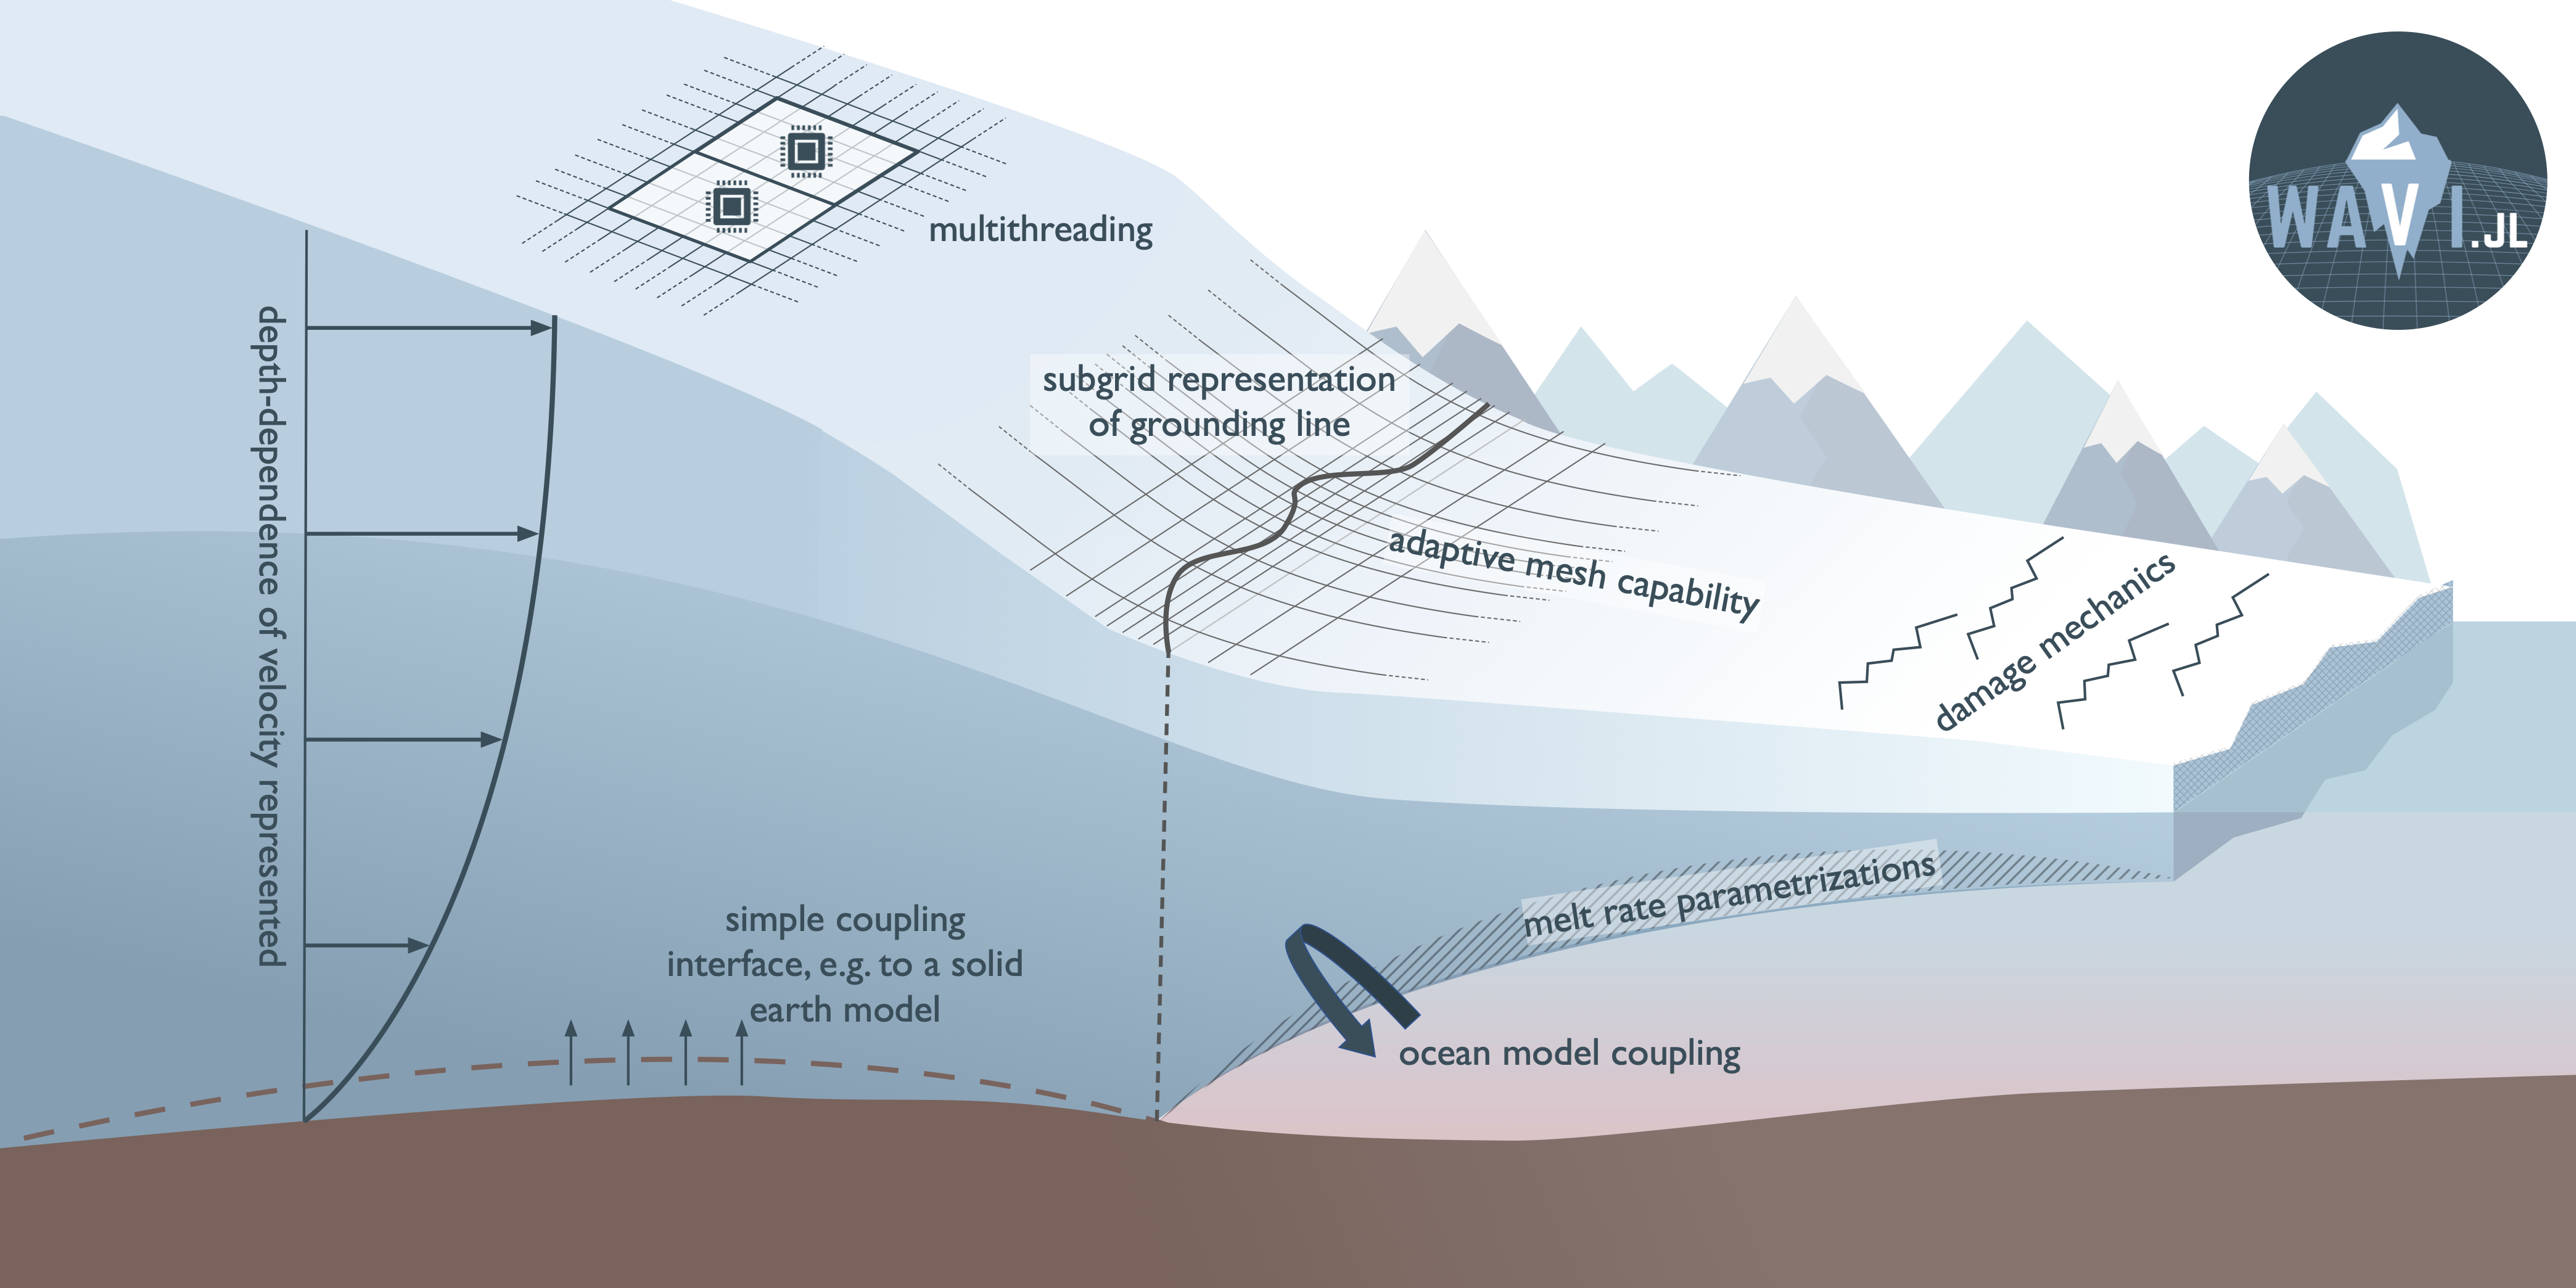 WAVI.JL
multithreading
subgrid representation
of grounding line
adaptive mesh capability
damage mechanics
depth-dependence of velocity represented
melt rate parametrizations
simple coupling
interface, e.g. to a solid
earth model
ocean model coupling